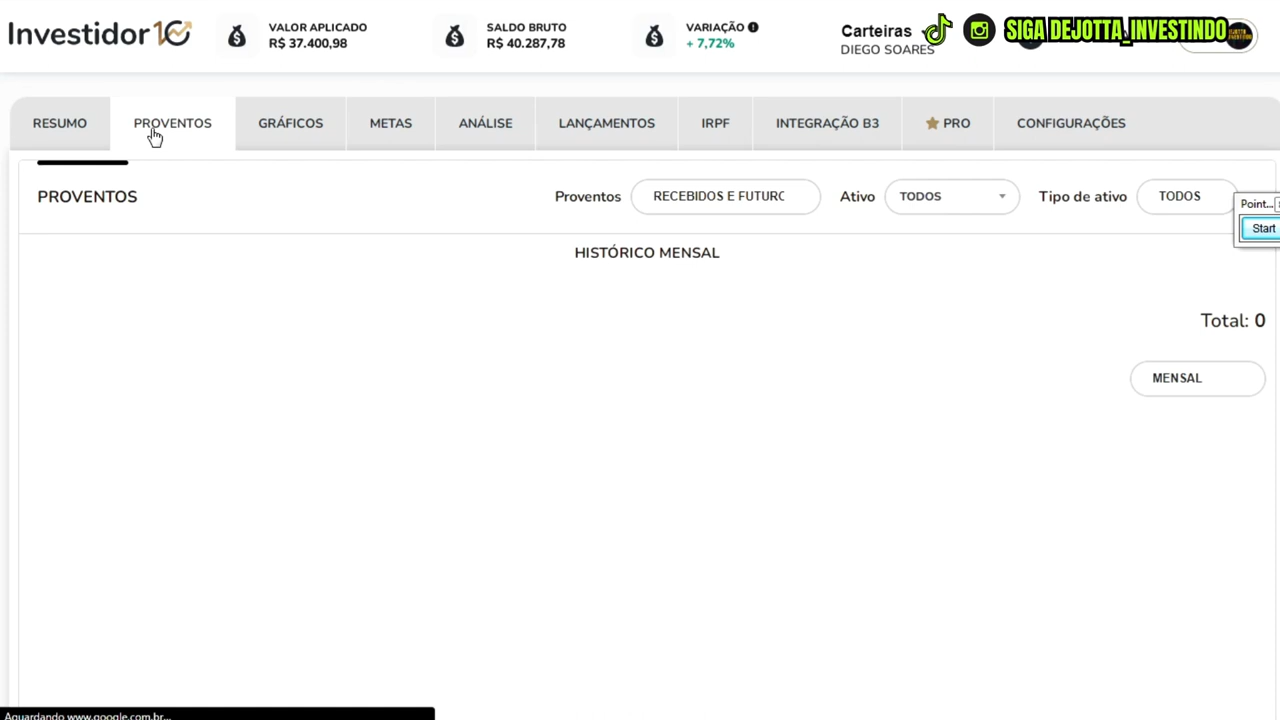 Investidor10
VALOR APLICADO
R$ 37.400,98
SALDO BRUTO
R$ 40.287,78
VARIAÇÃO
+ 7,72%
Carteiras
DIEGO SOARES
SIGA DEJOTTA_INVESTINDO
RESUMO
PROVENTOS
GRÁFICOS
METAS
ANÁLISE
LANÇAMENTOS
IRPF
INTEGRAÇÃO B3
PRO
CONFIGURAÇÕES
PROVENTOS
Proventos
RECEBIDOS E FUTURO
Ativo
TODOS
Tipo de ativo
TODOS
Point...
Start
HISTÓRICO MENSAL
Total: 0
MENSAL
Aguardando www.google.com.br...